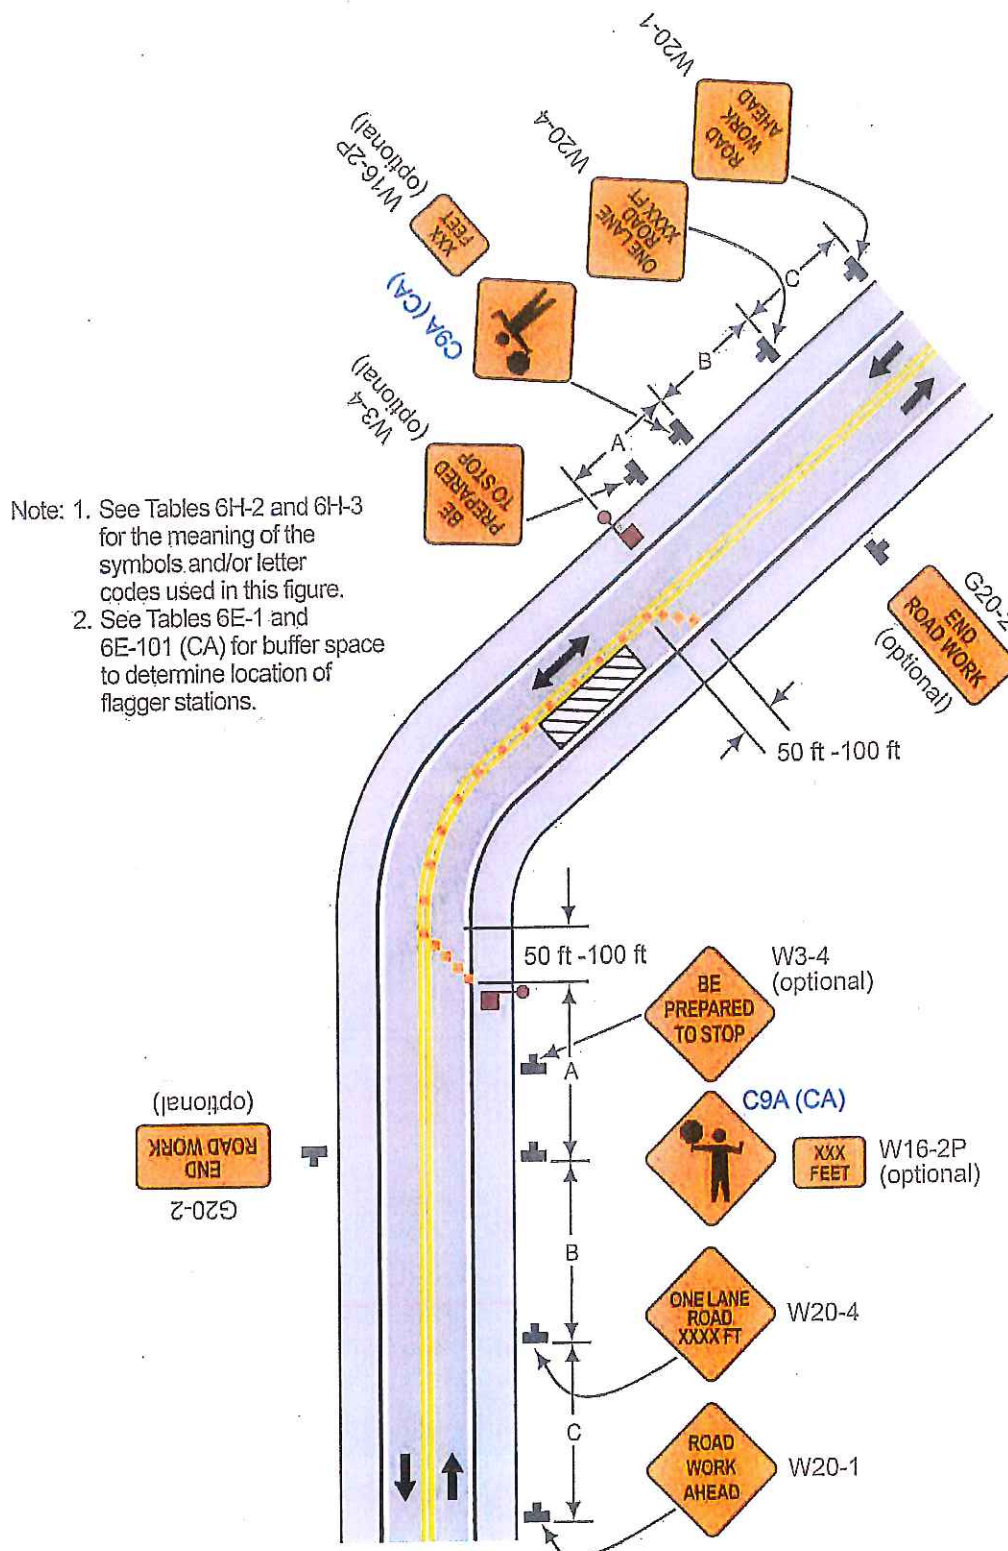 W20-1
ROAD
WORK
AHEAD
W20-4
ONE LANE
ROAD
XXXX FT
W16-2P
(optional)
XXX
FEET
C9A (CA)
W3-4
(optional)
BE
PREPARED
TO STOP
C
B
A
Note: 1. See Tables 6H-2 and 6H-3
for the meaning of the
symbols and/or letter
codes used in this figure.
2. See Tables 6E-1 and
6E-101 (CA) for buffer space
to determine location of
flagger stations.
G20-2
END
ROAD WORK
(optional)
50 ft -100 ft
50 ft -100 ft
BE
PREPARED
TO STOP
W3-4
(optional)
A
C9A (CA)
XXX
FEET
W16-2P
(optional)
G20-2
END
ROAD WORK
(optional)
B
ONE LANE
ROAD
XXXX FT
W20-4
C
ROAD
WORK
AHEAD
W20-1